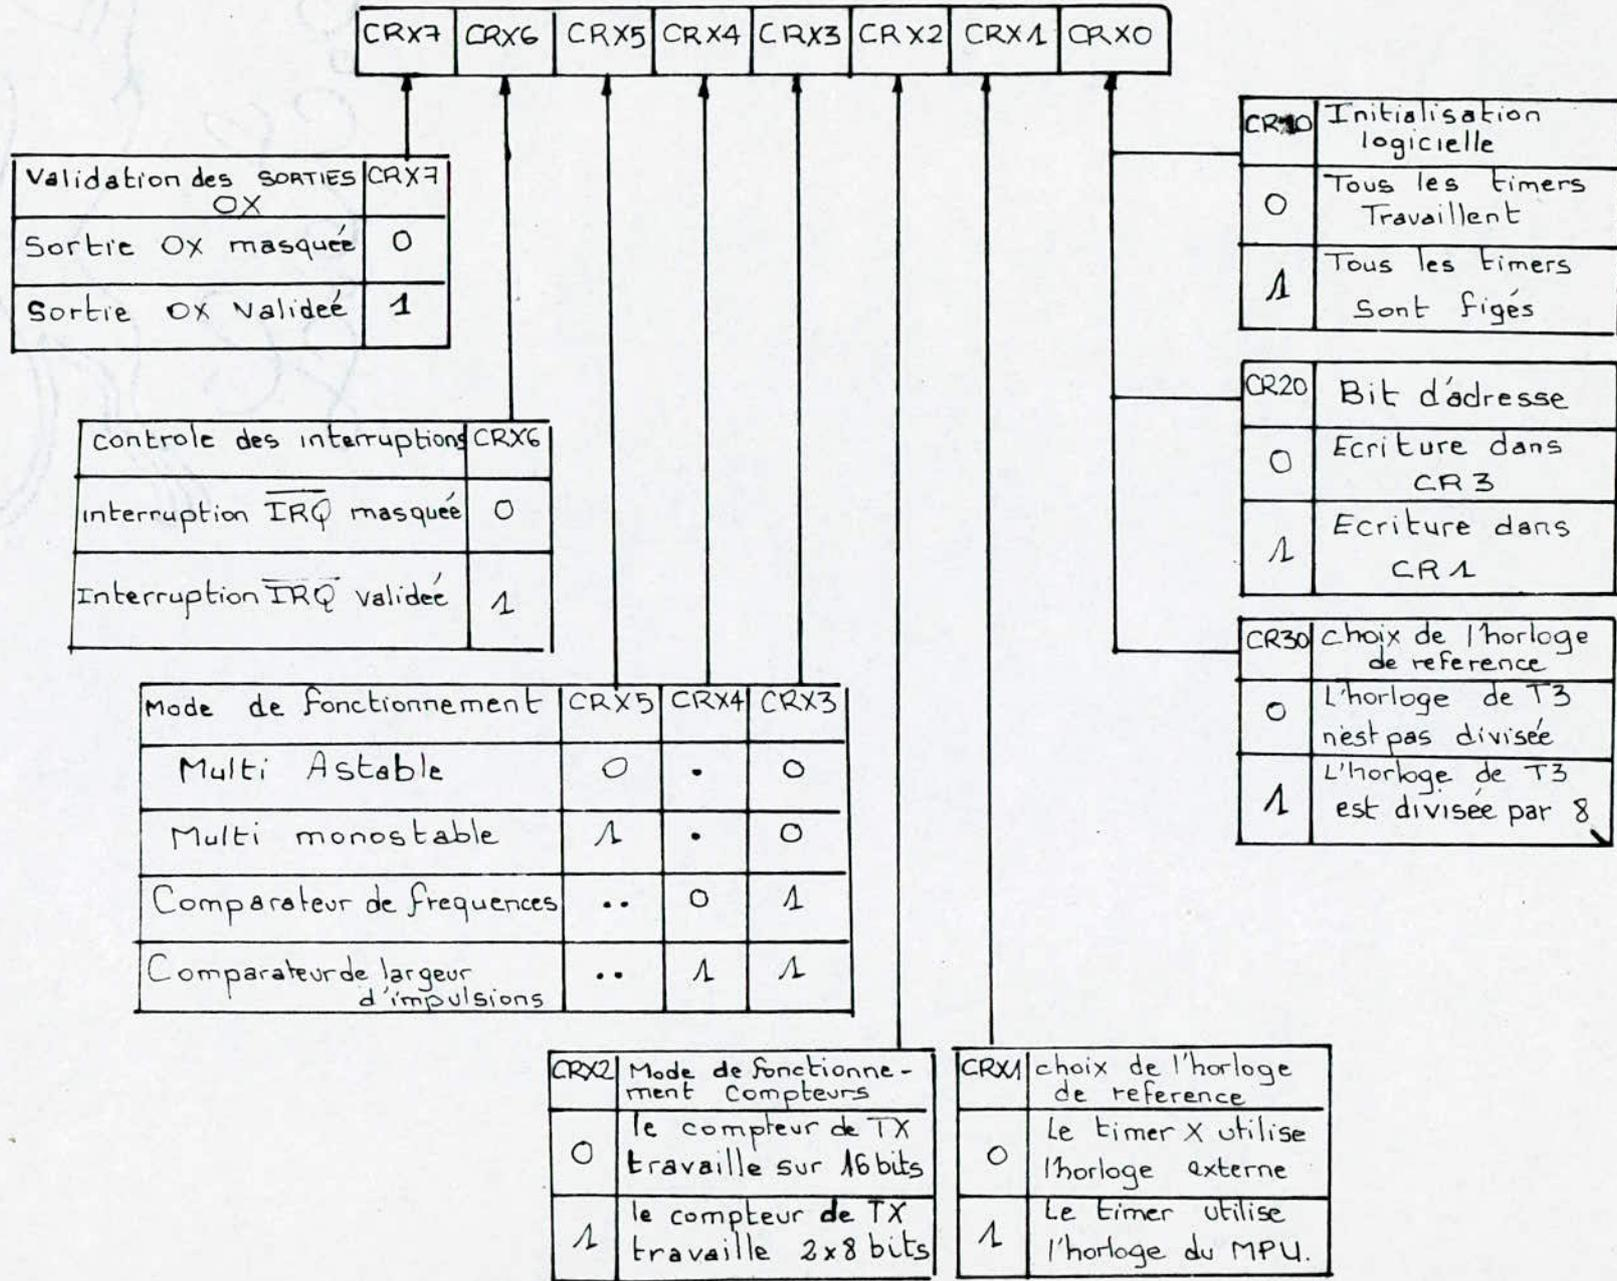 CRX7 CRX6 CRX5 CRX4 CRX3 CRX2 CRX1 CRX0
Validation des SORTIES OX CRX7
Sortie OX masquée 0
Sortie OX Valideé 1
controle des interruptions CRX6
interruption IRQ masquée 0
Interruption IRQ validée 1
Mode de fonctionnement CRX5 CRX4 CRX3
Multi Astable 0 . 0
Multi monostable 1 . 0
Comparateur de frequences .. 0 1
Comparateur de largeur
d'impulsions .. 1 1
CRX2 Mode de fonctionne-
ment Compteurs
0 le compteur de TX
travaille sur 16 bits
1 le compteur de TX
travaille 2x8 bits
CRX1 choix de l'horloge
de reference
0 Le timer X utilise
l'horloge externe
1 Le timer utilise
l'horloge du MPU.
CR10 Initialisation
logicielle
0 Tous les timers
Travaillent
1 Tous les timers
Sont figés
CR20 Bit d'adresse
0 Ecriture dans
CR3
1 Ecriture dans
CR1
CR30 choix de l'horloge
de reference
0 L'horloge de T3
n'est pas divisée
1 L'horloge de T3
est divisée par 8